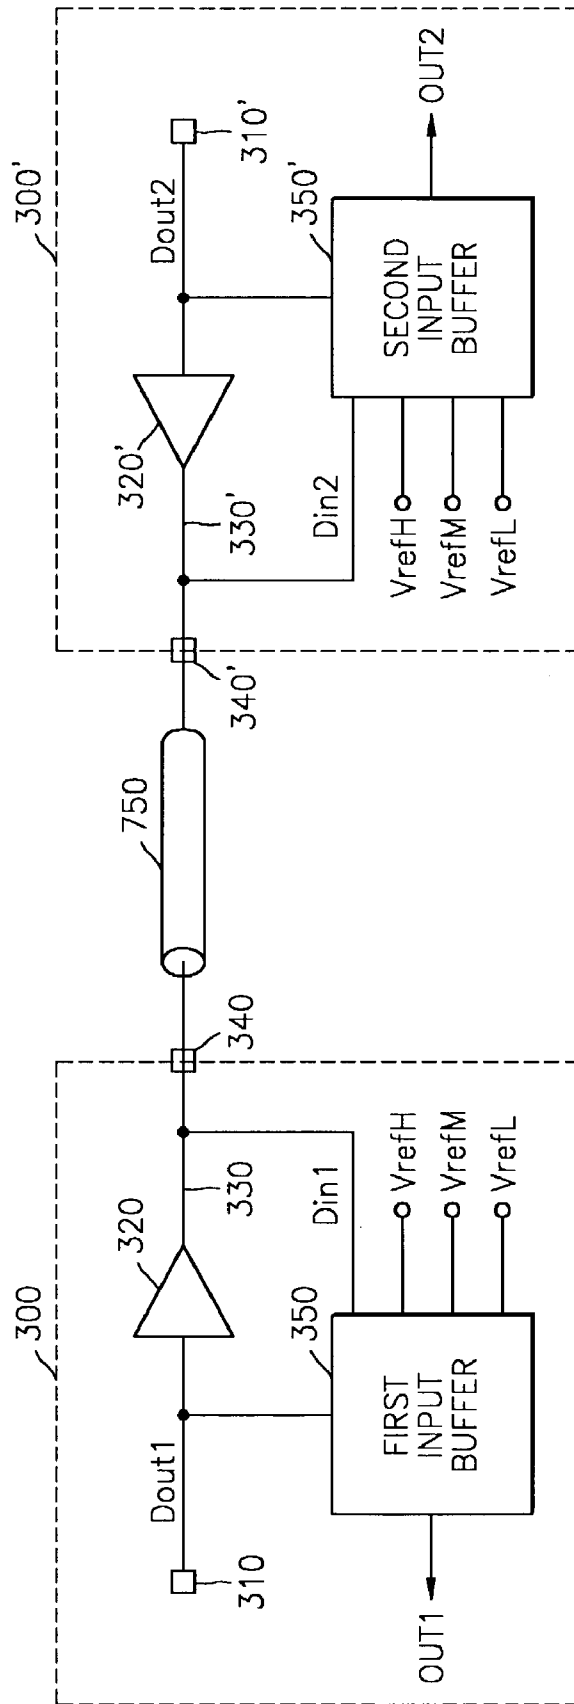 300
310
Dout1
320
330
340
Din1
350
FIRST
INPUT
BUFFER
VrefH
VrefM
VrefL
OUT1
750
300'
340'
330'
320'
Dout2
310'
Din2
350'
SECOND
INPUT
BUFFER
VrefH
VrefM
VrefL
OUT2